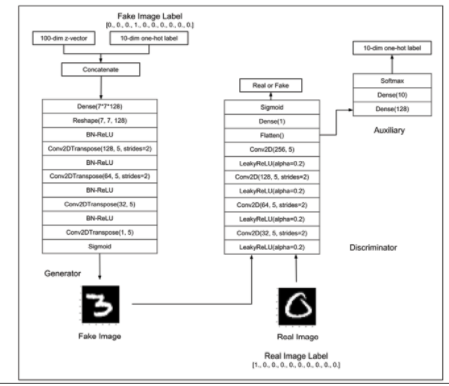 Fake Image Label
[0., 0., 0., 1., 0., 0., 0., 0., 0., 0.]
100-dim z-vector
10-dim one-hot label
Concatenate
Dense(7*7*128)
Reshape(7, 7, 128)
BN-ReLU
Conv2DTranspose(128, 5, strides=2)
BN-ReLU
Conv2DTranspose(64, 5, strides=2)
BN-ReLU
Conv2DTranspose(32, 5)
BN-ReLU
Conv2DTranspose(1, 5)
Sigmoid
Generator
3
Fake Image
Real or Fake
Sigmoid
Dense(1)
Flatten()
Conv2D(256, 5)
LeakyReLU(alpha=0.2)
Conv2D(128, 5, strides=2)
LeakyReLU(alpha=0.2)
Conv2D(64, 5, strides=2)
LeakyReLU(alpha=0.2)
Conv2D(32, 5, strides=2)
LeakyReLU(alpha=0.2)
0
Real Image
Real Image Label
[1., 0., 0., 0., 0., 0., 0., 0., 0., 0.]
10-dim one-hot label
Softmax
Dense(10)
Dense(128)
Auxiliary
Discriminator